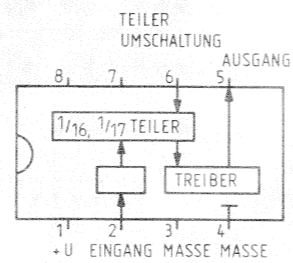 TEILER
UMSCHALTUNG
AUSGANG
8 7 6 5
1/16, 1/17 TEILER
TREIBER
1 2 3 4
+U EINGANG MASSE MASSE